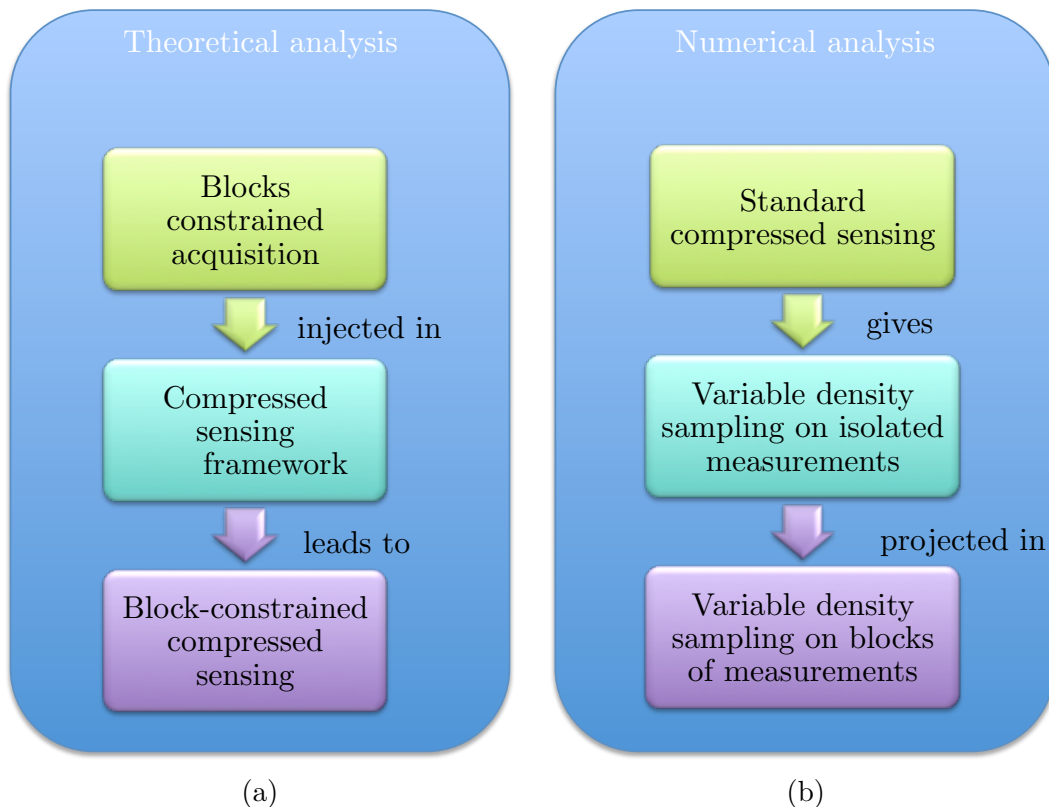 Theoretical analysis
Blocks
constrained
acquisition
injected in
Compressed
sensing
framework
leads to
Block-constrained
compressed
sensing
(a)
Numerical analysis
Standard
compressed sensing
gives
Variable density
sampling on isolated
measurements
projected in
Variable density
sampling on blocks
of measurements
(b)